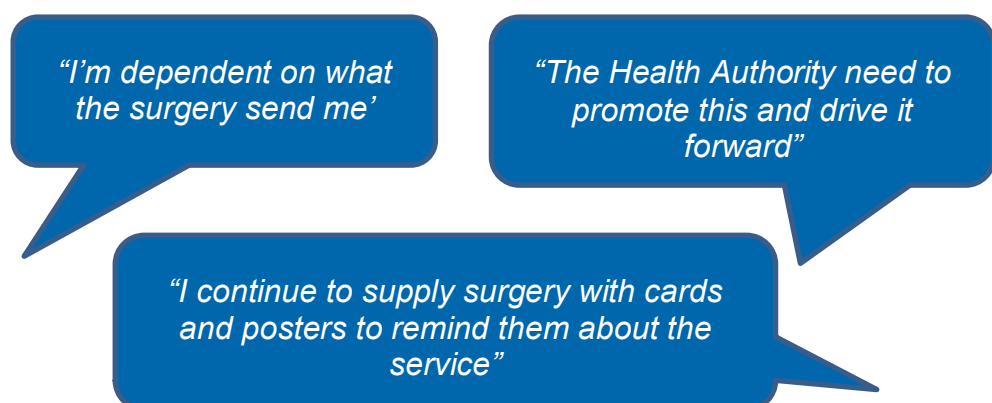 “I’m dependent on what
the surgery send me’
“The Health Authority need to
promote this and drive it
forward”
“I continue to supply surgery with cards
and posters to remind them about the
service”